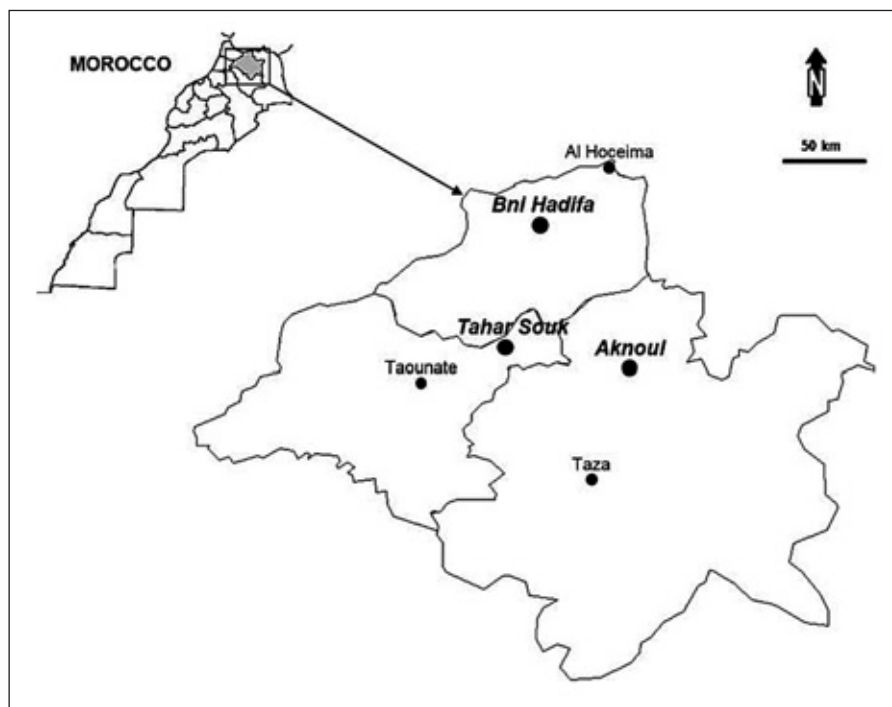 MOROCCO
N
50 km
Al Hoceima
Bni Hadifa
Tahar Souk
Aknoul
Taounate
Taza